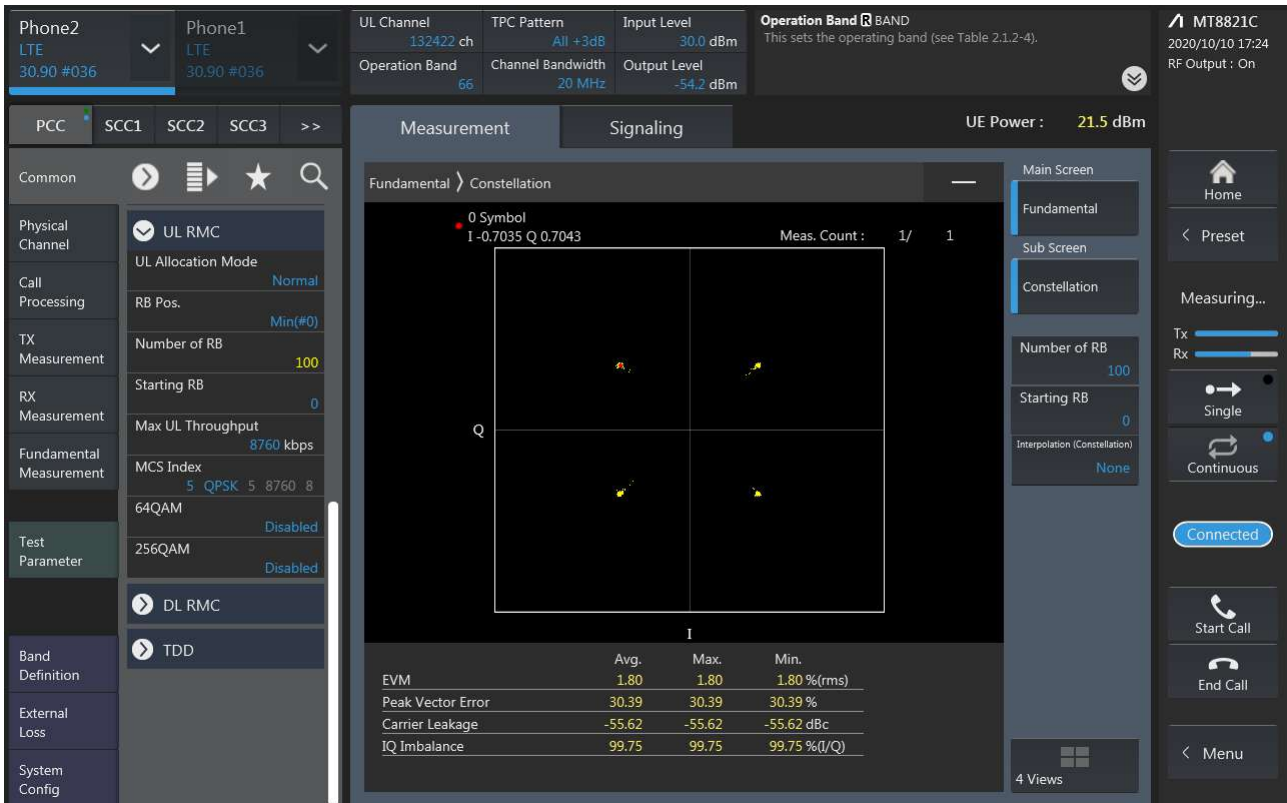 Phone2
LTE
30.90 #036
Phone1
LTE
30.90 #036
UL Channel
132422 ch
TPC Pattern
All +3dB
Input Level
30.0 dBm
Operation Band
66
Channel Bandwidth
20 MHz
Output Level
-54.2 dBm
Operation Band R BAND
This sets the operating band (see Table 2.1.2-4).
MT8821C
2020/10/10 17:24
RF Output : On
PCC SCC1 SCC2 SCC3 >>
Measurement
Signaling
UE Power : 21.5 dBm
Common
Physical
Channel
Call
Processing
TX
Measurement
RX
Measurement
Fundamental
Measurement
Test
Parameter
Band
Definition
External
Loss
System
Config
UL RMC
UL Allocation Mode
Normal
RB Pos.
Min(#0)
Number of RB
100
Starting RB
0
Max UL Throughput
8760 kbps
MCS Index
5 QPSK 5 8760 8
64QAM
Disabled
256QAM
Disabled
DL RMC
TDD
Fundamental 〉 Constellation
0 Symbol
I -0.7035 Q 0.7043
Meas. Count : 1/ 1
Q
I
Avg. Max. Min.
EVM 1.80 1.80 1.80 %(rms)
Peak Vector Error 30.39 30.39 30.39 %
Carrier Leakage -55.62 -55.62 -55.62 dBc
IQ Imbalance 99.75 99.75 99.75 %(I/Q)
Main Screen
Fundamental
Sub Screen
Constellation
Number of RB
100
Starting RB
0
Interpolation (Constellation)
None
4 Views
Home
< Preset
Measuring...
Tx
Rx
Single
Continuous
Connected
Start Call
End Call
< Menu